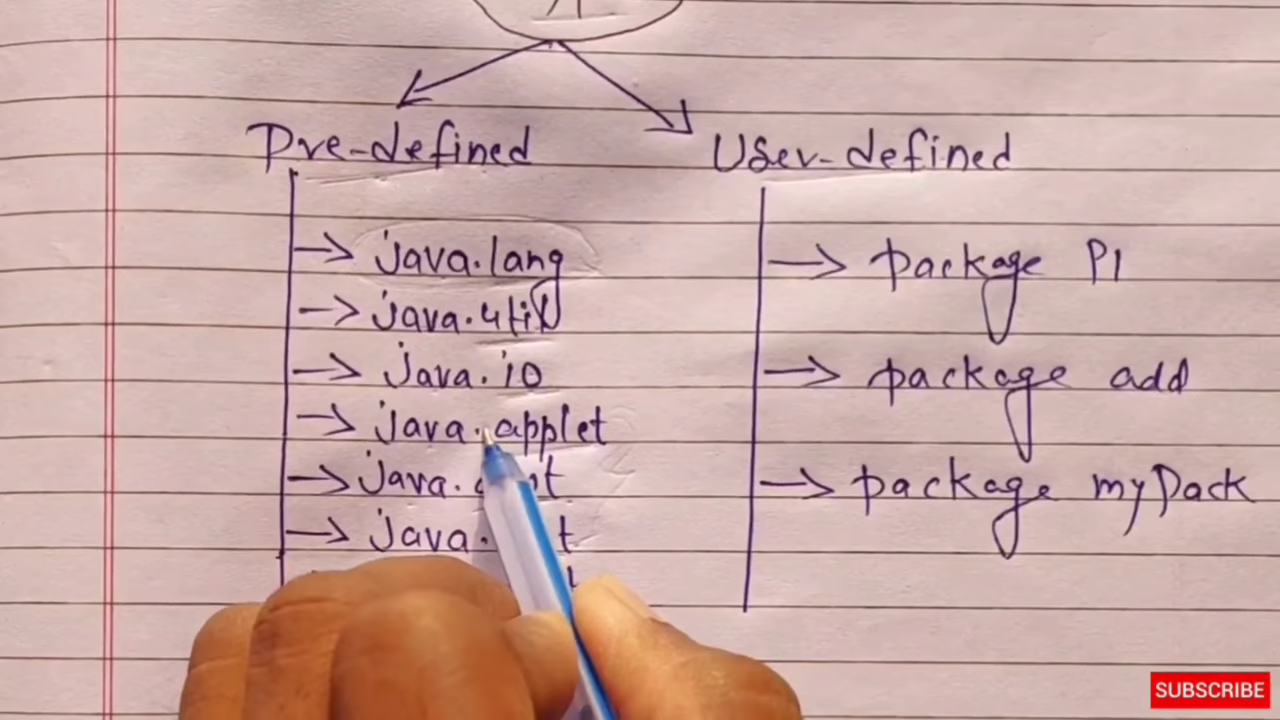 Pre-defined
User-defined
→ java.lang
→ java.util
→ java.io
→ java.applet
→ java.
→ java.
→ package P1
→ package add
→ package myPack
SUBSCRIBE